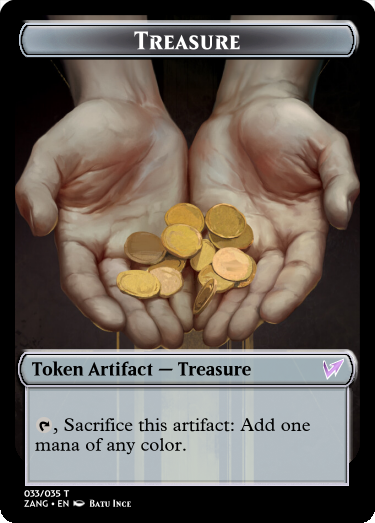 Treasure
Token Artifact — Treasure
, Sacrifice this artifact: Add one
mana of any color.
033/035 T
ZANG • EN Batu Ince